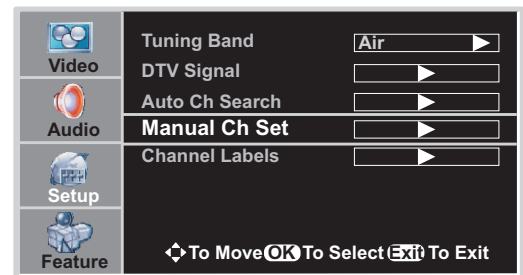 Video
Audio
Setup
Feature
Tuning Band Air
DTV Signal
Auto Ch Search
Manual Ch Set
Channel Labels
To Move OK To Select Exit To Exit